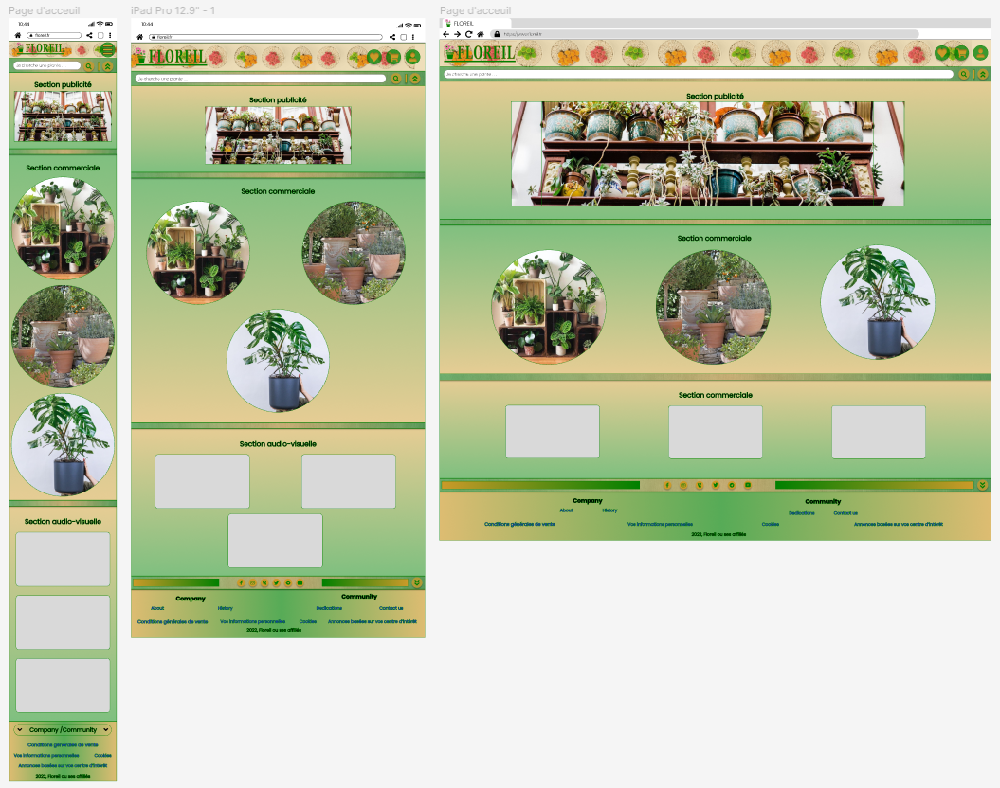 Page d'acceuil
10:44
floreil.fr
FLOREIL
Je cherche une plante ...
Section publicité
Section commerciale
Section audio-visuelle
Company /Community
Conditions générales de vente
Vos informations personnelles
Cookies
Annonces basées sur vos centre d'intérêt
2022, Floreil ou ses affiliés
iPad Pro 12.9" - 1
10:44
floreil.fr
FLOREIL
Je cherche une plante ...
Section publicité
Section commerciale
Section audio-visuelle
Company
Community
About
History
Dedications
Contact us
Conditions générales de vente
Vos informations personnelles
Cookies
Annonces basées sur vos centre d'intérêt
2022, Floreil ou ses affiliés
Page d'acceuil
FLOREIL
FLOREIL
Je cherche une plante ...
Section publicité
Section commerciale
Section commerciale
Company
Community
About
History
Dedications
Contact us
Conditions générales de vente
Vos informations personnelles
Cookies
Annonces basées sur vos centre d'intérêt
2022, Floreil ou ses affiliés